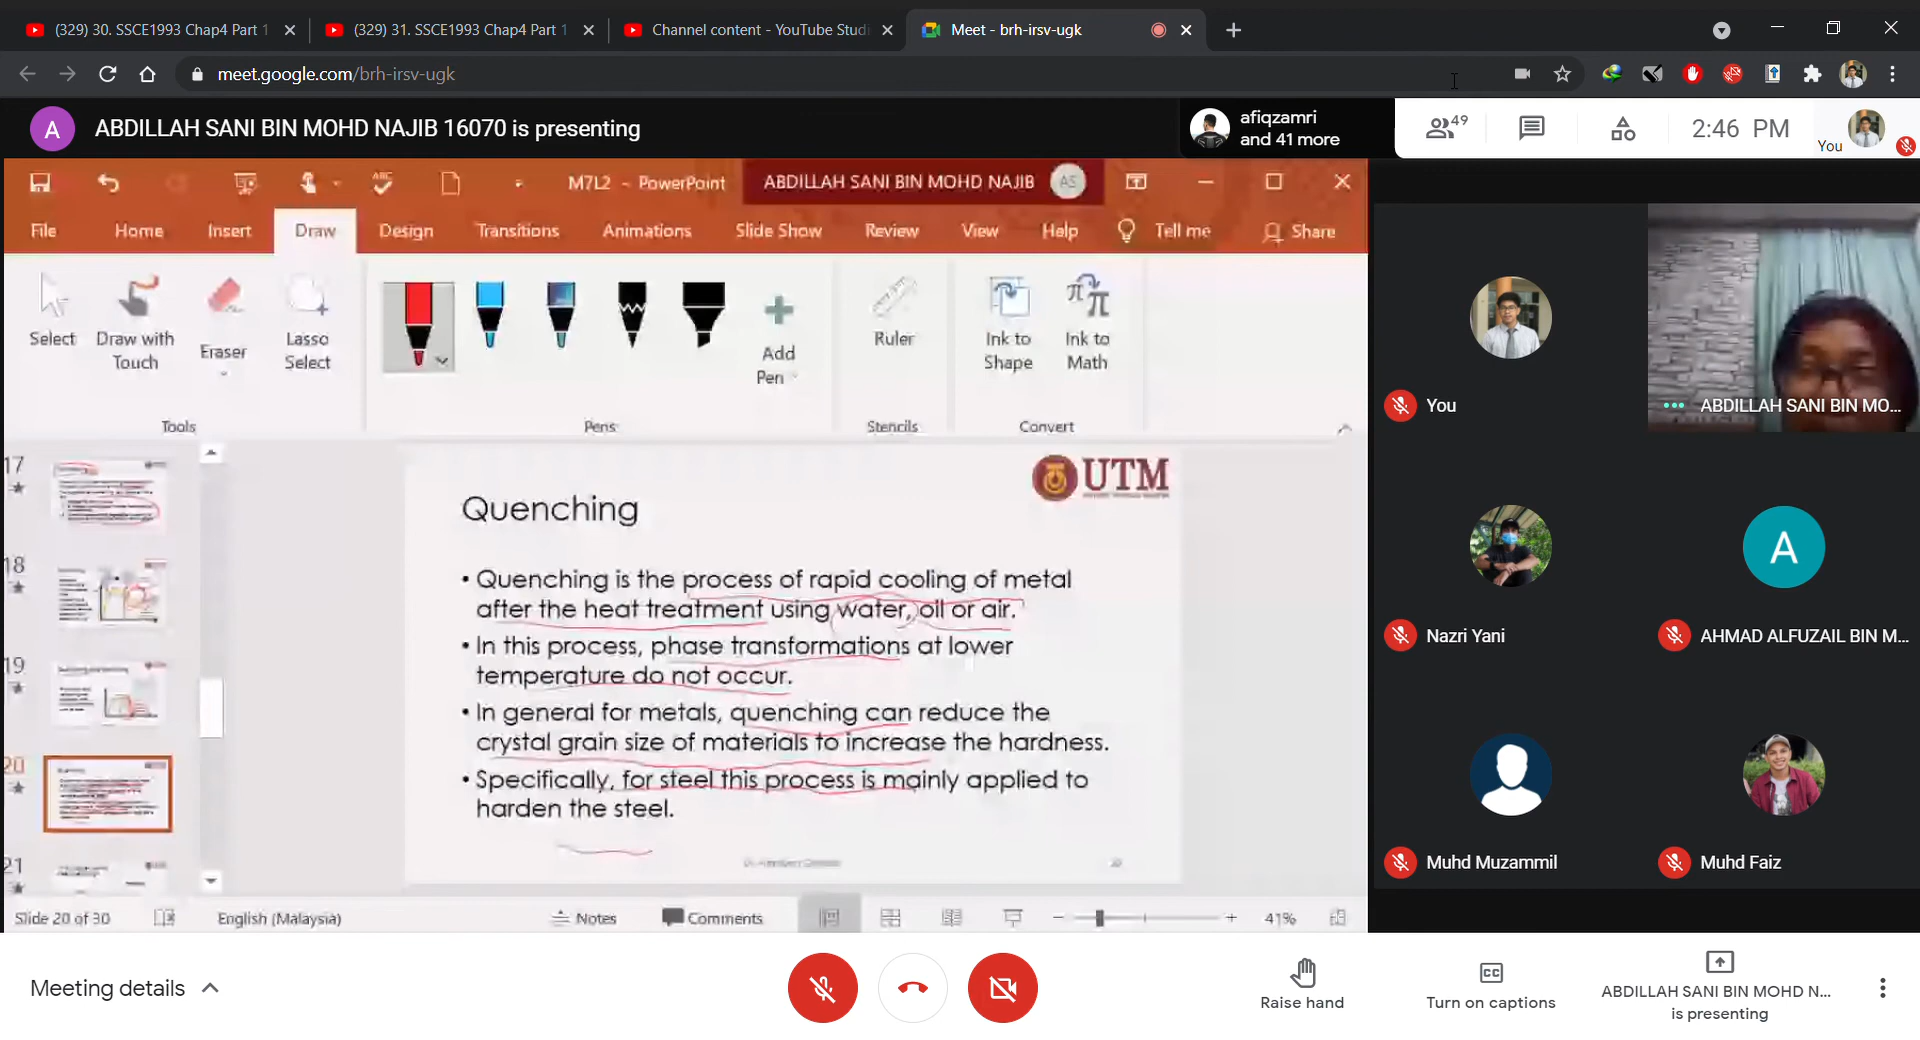 (329) 30. SSCE1993 Chap4 Part 1
(329) 31. SSCE1993 Chap4 Part 1
Channel content - YouTube Studi
Meet - brh-irsv-ugk
meet.google.com/brh-irsv-ugk
A
ABDILLAH SANI BIN MOHD NAJIB 16070 is presenting
afiqzamri
and 41 more
49
2:46 PM
You
M7L2 - PowerPoint
ABDILLAH SANI BIN MOHD NAJIB
AS
File
Home
Insert
Draw
Design
Transitions
Animations
Slide Show
Review
View
Help
Tell me
Share
Select
Draw with
Touch
Eraser
Lasso
Select
Add
Pen
Ruler
Ink to
Shape
Ink to
Math
Tools
Pens
Stencils
Convert
17
18
19
20
21
UTM
Quenching
• Quenching is the process of rapid cooling of metal
after the heat treatment using water, oil or air.
• In this process, phase transformations at lower
temperature do not occur.
• In general for metals, quenching can reduce the
crystal grain size of materials to increase the hardness.
• Specifically, for steel this process is mainly applied to
harden the steel.
Slide 20 of 30
English (Malaysia)
Notes
Comments
41%
You
ABDILLAH SANI BIN MO...
Nazri Yani
A
AHMAD ALFUZAIL BIN M...
Muhd Muzammil
Muhd Faiz
Meeting details
Raise hand
CC
Turn on captions
ABDILLAH SANI BIN MOHD N...
is presenting